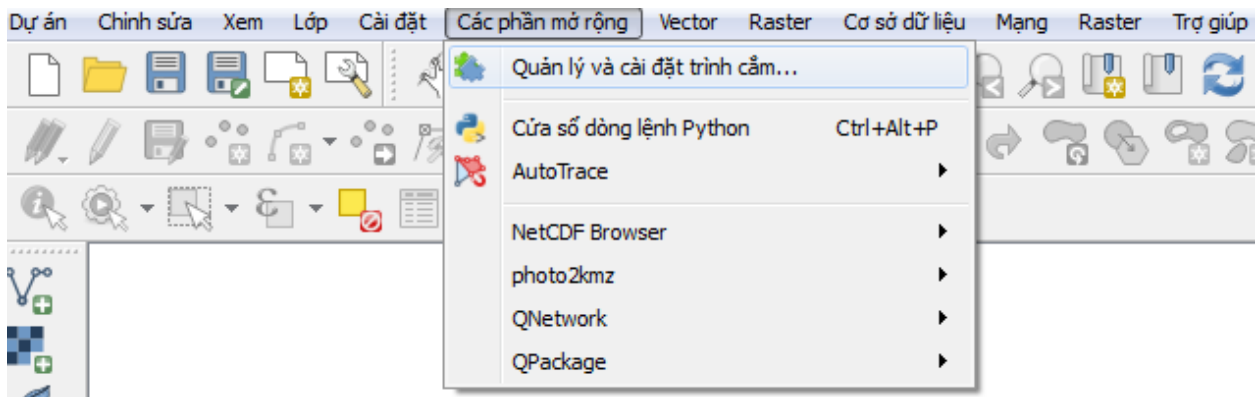 Dự án Chỉnh sửa Xem Lớp Cài đặt Các phần mở rộng Vector Raster Cơ sở dữ liệu Mạng Raster Trợ giúp
Quản lý và cài đặt trình cắm...
Cửa sổ dòng lệnh Python Ctrl+Alt+P
AutoTrace
NetCDF Browser
photo2kmz
QNetwork
QPackage